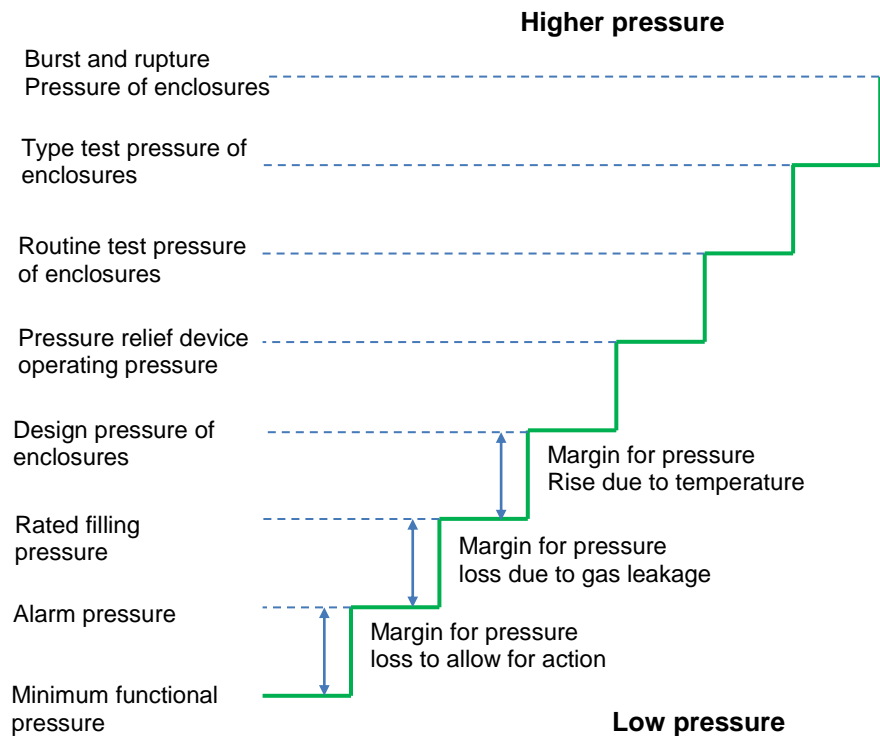 Higher pressure
Burst and rupture
Pressure of enclosures
Type test pressure of
enclosures
Routine test pressure
of enclosures
Pressure relief device
operating pressure
Design pressure of
enclosures
Margin for pressure
Rise due to temperature
Rated filling
pressure
Margin for pressure
loss due to gas leakage
Alarm pressure
Margin for pressure
loss to allow for action
Minimum functional
pressure
Low pressure